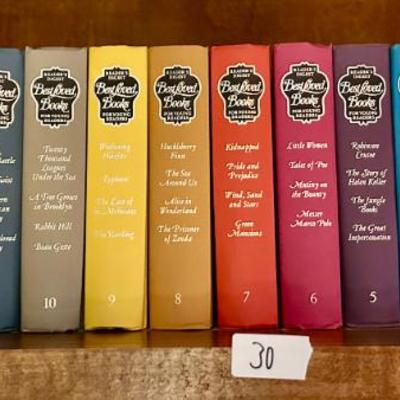 READER'S
DIGEST
Best Loved
Books
FOR YOUNG
READERS
Twenty
Thousand
Leagues
Under the Sea
A Tree Grows
in Brooklyn
Rabbit Hill
Beau Geste
10
READER'S
DIGEST
Best Loved
Books
FOR YOUNG
READERS
Wuthering
Heights
Typhoon
The Last of
the Mohicans
The Yearling
9
READER'S
DIGEST
Best Loved
Books
FOR YOUNG
READERS
Huckleberry
Finn
The Sea
Around Us
Alice in
Wonderland
The Prisoner
of Zenda
8
READER'S
DIGEST
Best Loved
Books
FOR YOUNG
READERS
Kidnapped
Pride and
Prejudice
Wind, Sand
and Stars
Green
Mansions
7
READER'S
DIGEST
Best Loved
Books
FOR YOUNG
READERS
Little Women
Tales of Poe
Mutiny on
the Bounty
Messer
Marco Polo
6
READER'S
DIGEST
Best Loved
Books
FOR YOUNG
READERS
Robinson
Crusoe
The Story of
Helen Keller
The Jungle
Books
The Great
Impersonation
5
30